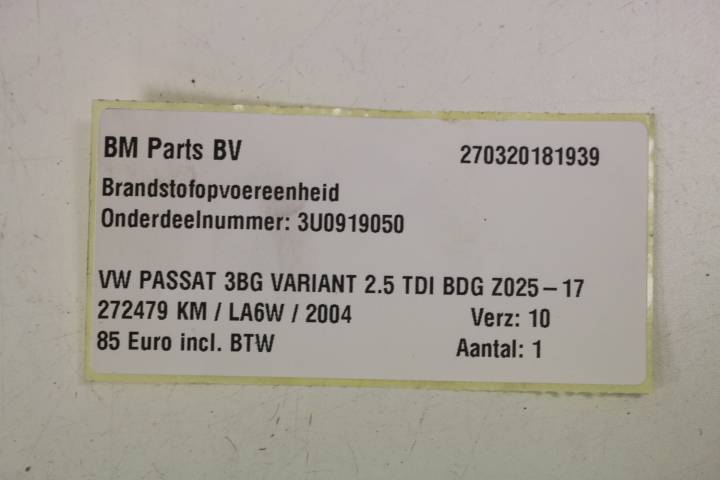 BM Parts BV 270320181939
Brandstofopvoereenheid
Onderdeelnummer: 3U0919050
VW PASSAT 3BG VARIANT 2.5 TDI BDG Z025-17
272479 KM / LA6W / 2004 Verz: 10
85 Euro incl. BTW Aantal: 1